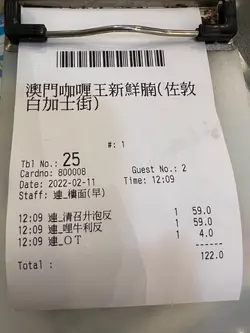 澳門咖喱王新鮮腩(佐敦
白加士街)
#: 1
Tbl No.: 25
Cardno: 800008
Guest No.: 2
Date: 2022-02-11
Time: 12:09
Staff: 連_樓面(早)
12:09 連_清召廾泡反 1 59.0
12:09 連_哩牛利反 1 59.0
12:09 連_OT 1 4.0
------
Total : 122.0